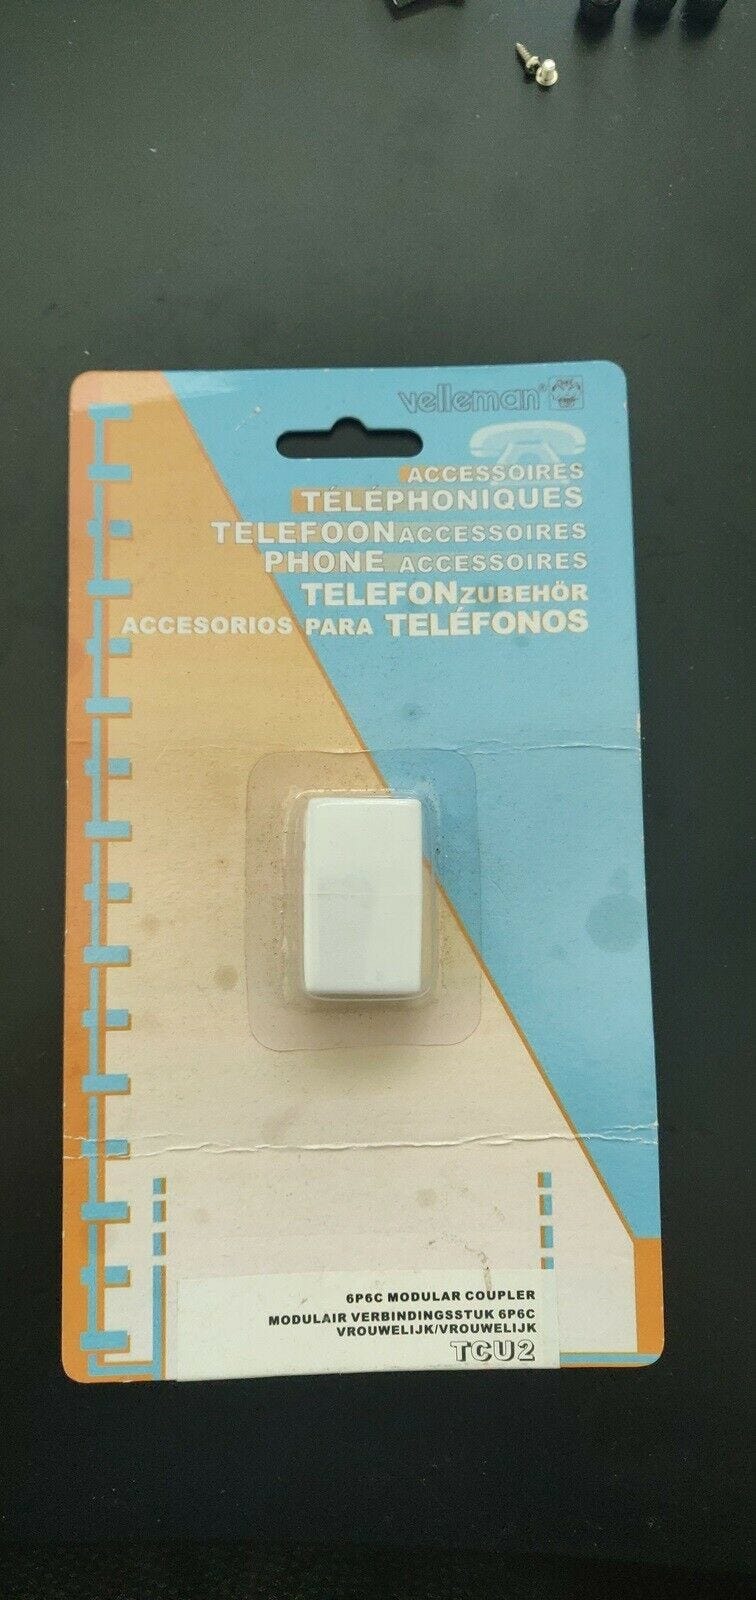 velleman®
ACCESSOIRES
TÉLÉPHONIQUES
TELEFOONACCESSOIRES
PHONE ACCESSOIRES
TELEFONZUBEHÖR
ACCESORIOS PARA TELÉFONOS
6P6C MODULAR COUPLER
MODULAIR VERBINDINGSSTUK 6P6C
VROUWELIJK/VROUWELIJK
TCU2